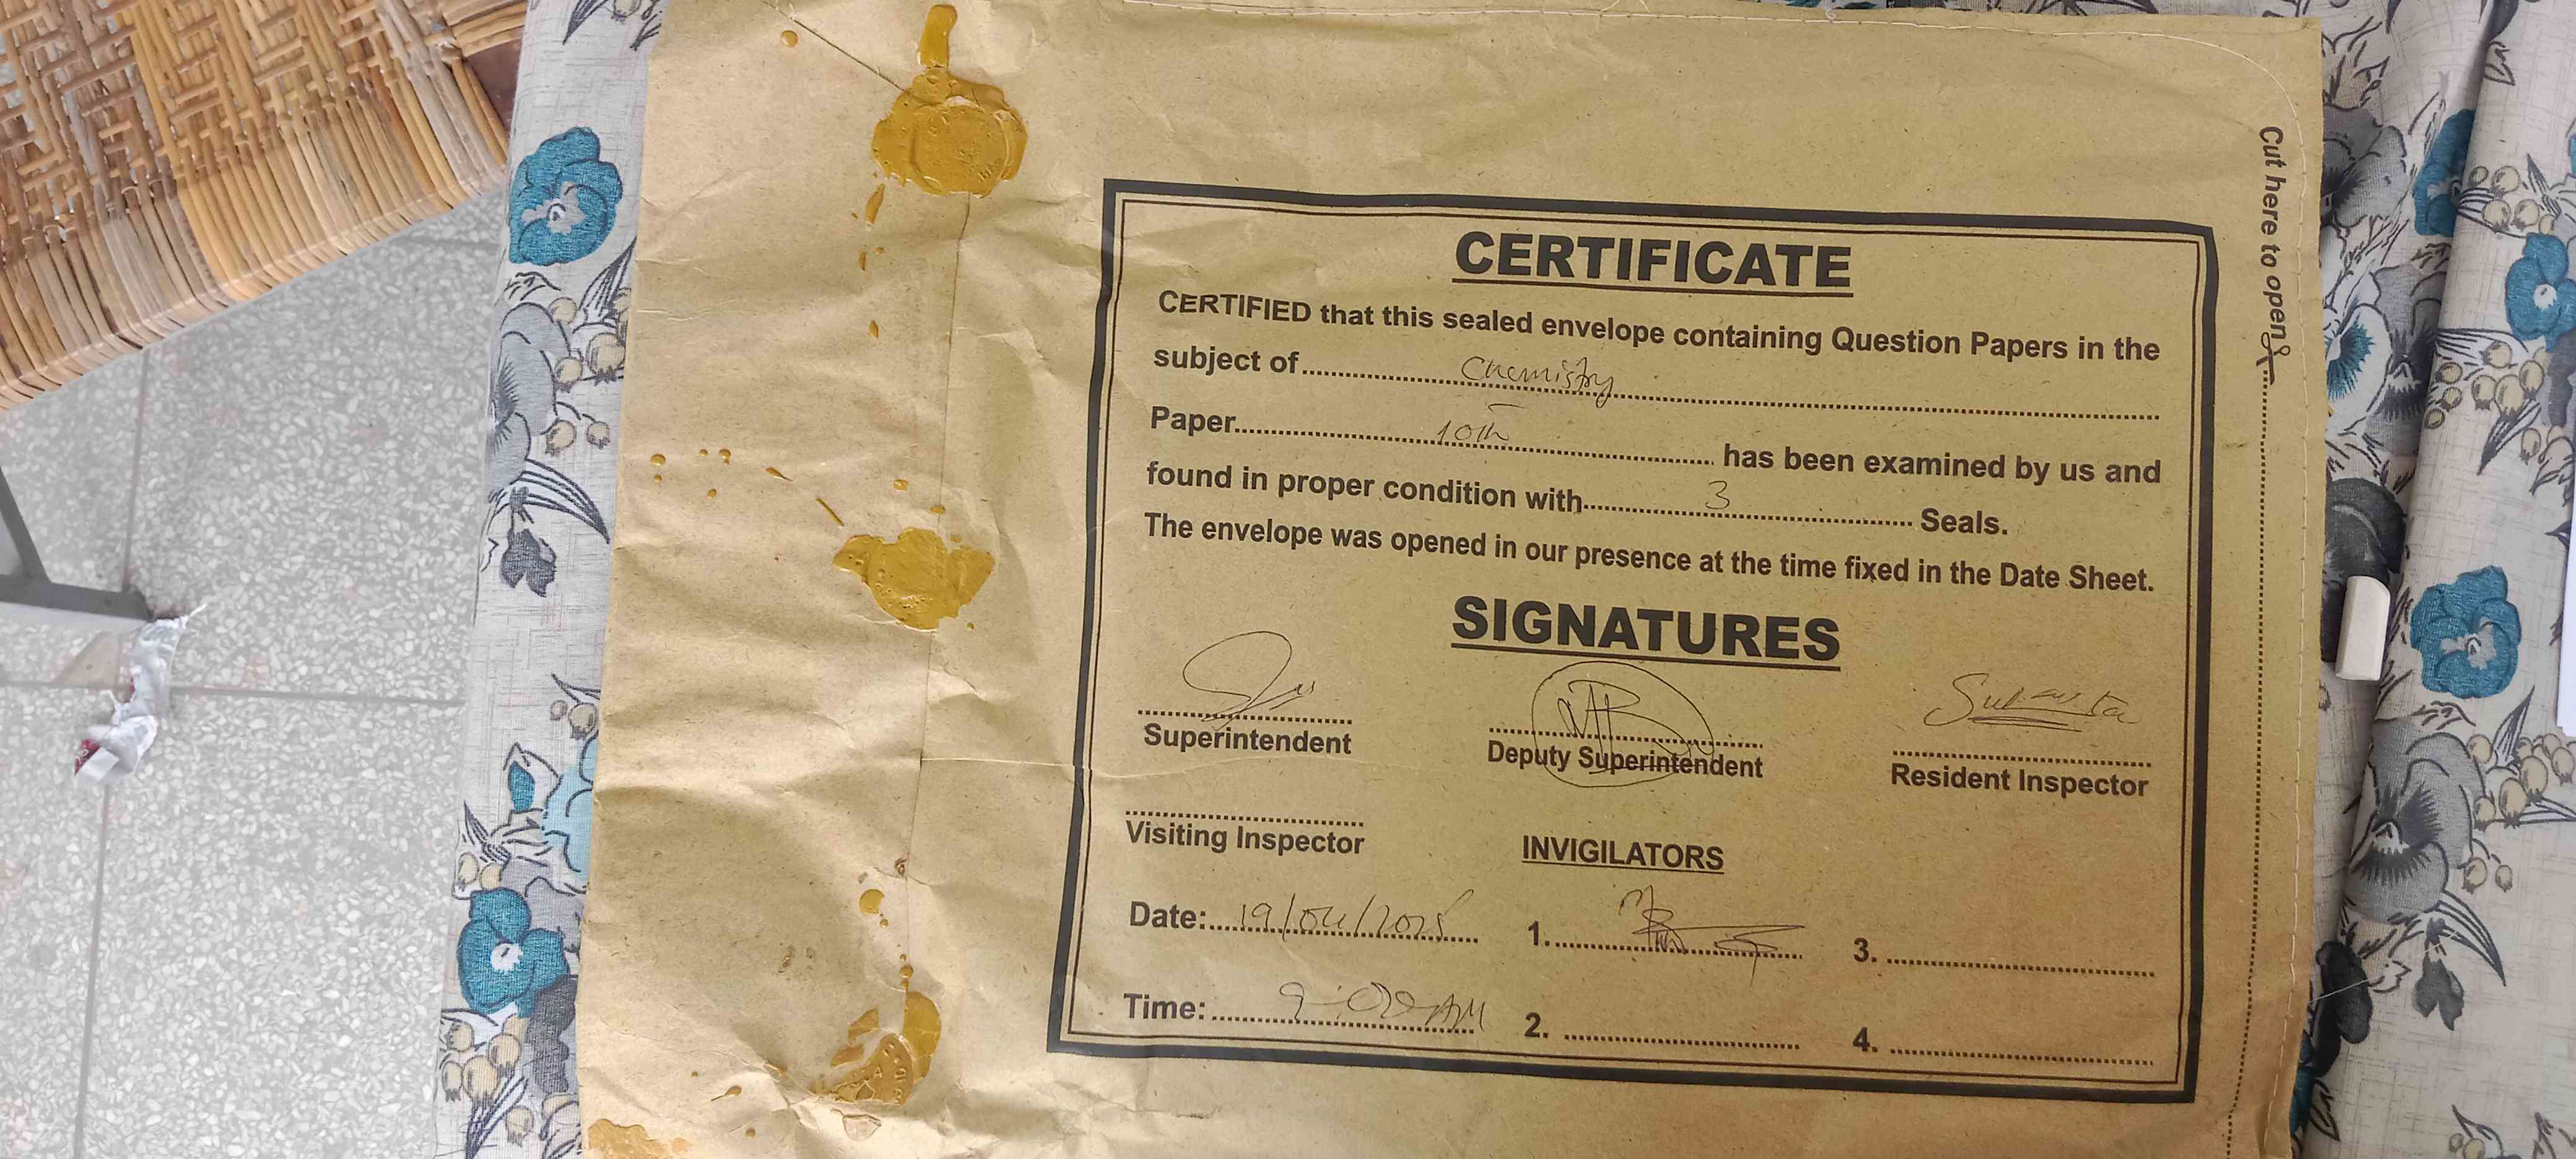 CERTIFICATE
CERTIFIED that this sealed envelope containing Question Papers in the
subject of Chemistry
Paper 10th has been examined by us and
found in proper condition with 3 Seals.
The envelope was opened in our presence at the time fixed in the Date Sheet.
SIGNATURES
Superintendent
Deputy Superintendent
Resident Inspector
Visiting Inspector
INVIGILATORS
Date: 19/04/2025
1.
3.
Time: 9:00 AM
2.
4.
Cut here to open